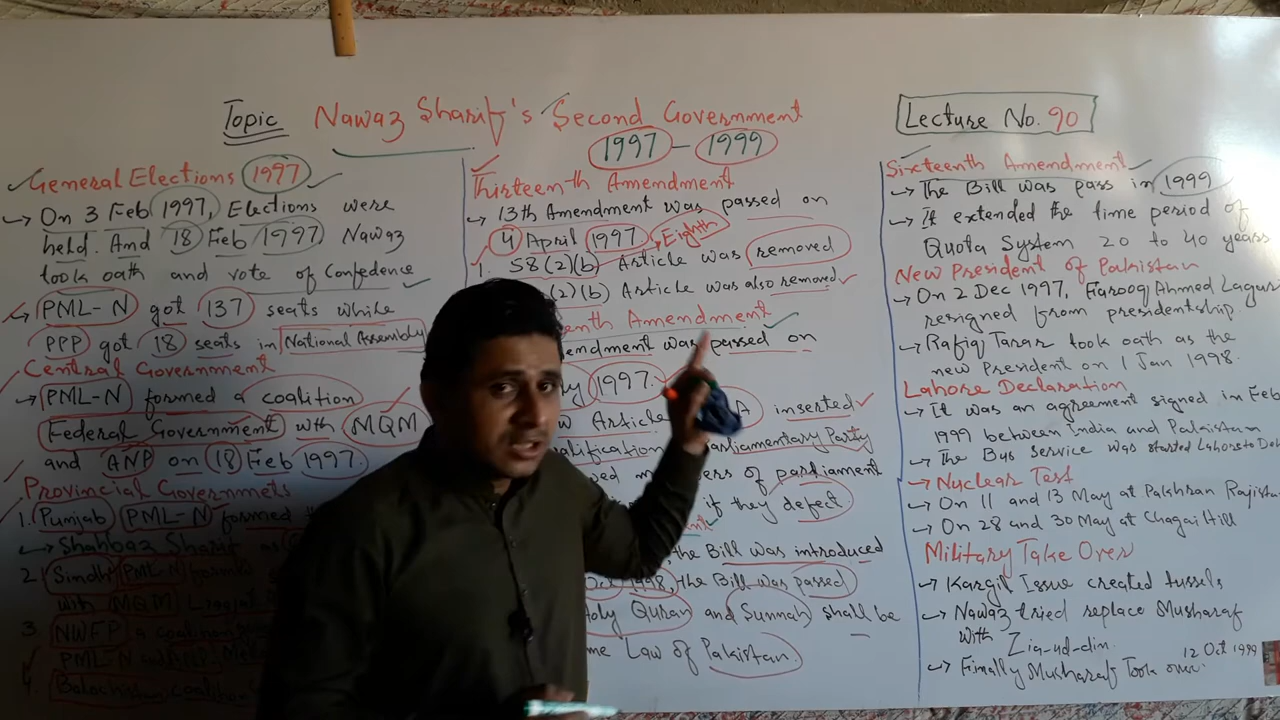 Topic Nawaz Sharif's Second Government
1997 - 1999
Lecture No. 90
General Elections 1997
→ On 3 Feb 1997, Elections were
held. And 18 Feb 1997 Nawaz
took oath and vote of Confedence
→ PML-N got 137 seats while
PPP got 18 seats in National Assembly
Central Government
→ PML-N formed a coalition
Federal Government with MQM
and ANP on 18 Feb 1997.
Provincial Governmets
1. Punjab PML-N formed
→ Shahbaz Sharif as
2 Sindh PML-N
with MQM
3 NWFP a coalition
PML-N
4. Balochistan coalition
Thirteenth Amendment
→ 13th Amendment was passed on
4 April 1997, Eighth
1. 58(2)(b) Article was removed
(2)(b) Article was also removed
enth Amendment
endment was passed on
1997.
Article A inserted
alification Parliamentary Party
members of parliament
if they defect
the Bill was introduced
Oct 1998, the Bill was passed
Holy Quran and Sunnah shall be
me Law of Pakistan.
Sixteenth Amendment
→ The Bill was pass in 1999
→ It extended the time period of
Quota System 20 to 40 years
New President of Pakistan
→ On 2 Dec 1997, Farooq Ahmed Lagar
resigned from presidentship.
→ Rafiq Tarar took oath as the
new President on 1 Jan 1998.
Lahore Declaration
→ It was an agreement signed in Feb
1999 between India and Pakistan
→ The Bus Service was started Lahore to Del
→ Nuclear Test
→ On 11 and 13 May at Pakhran Rajista
→ On 28 and 30 May at Chagai Hill
Military Take Over
→ Kargil Issue created tussels
→ Nawaz tried replace Musharaf
with Zia-ud-din.
→ Finally Musharaf Took over. 12 Oct 1999